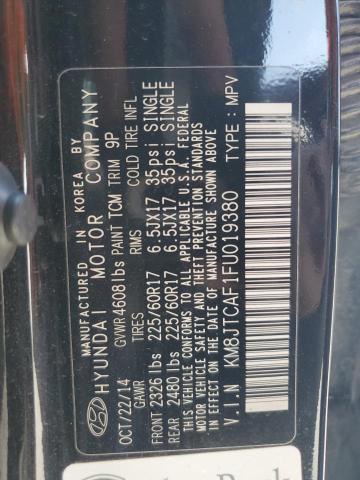 MANUFACTURED IN KOREA BY
HYUNDAI MOTOR COMPANY
OCT/22/14 GVWR 4608lbs PAINT TCM TRIM 9P
GAWR TIRES RIMS COLD TIRE INFL
FRONT 2326 lbs 225/60R17 6.5JX17 35psi SINGLE
REAR 2480 lbs 225/60R17 6.5JX17 35psi SINGLE
THIS VEHICLE CONFORMS TO ALL APPLICABLE U.S.A. FEDERAL
MOTOR VEHICLE SAFETY, BUMPER AND THEFT PREVENTION STANDARDS
IN EFFECT ON THE DATE OF MANUFACTURE SHOWN ABOVE.
V.I.N KM8JTCAF1FU019380 TYPE : MPV